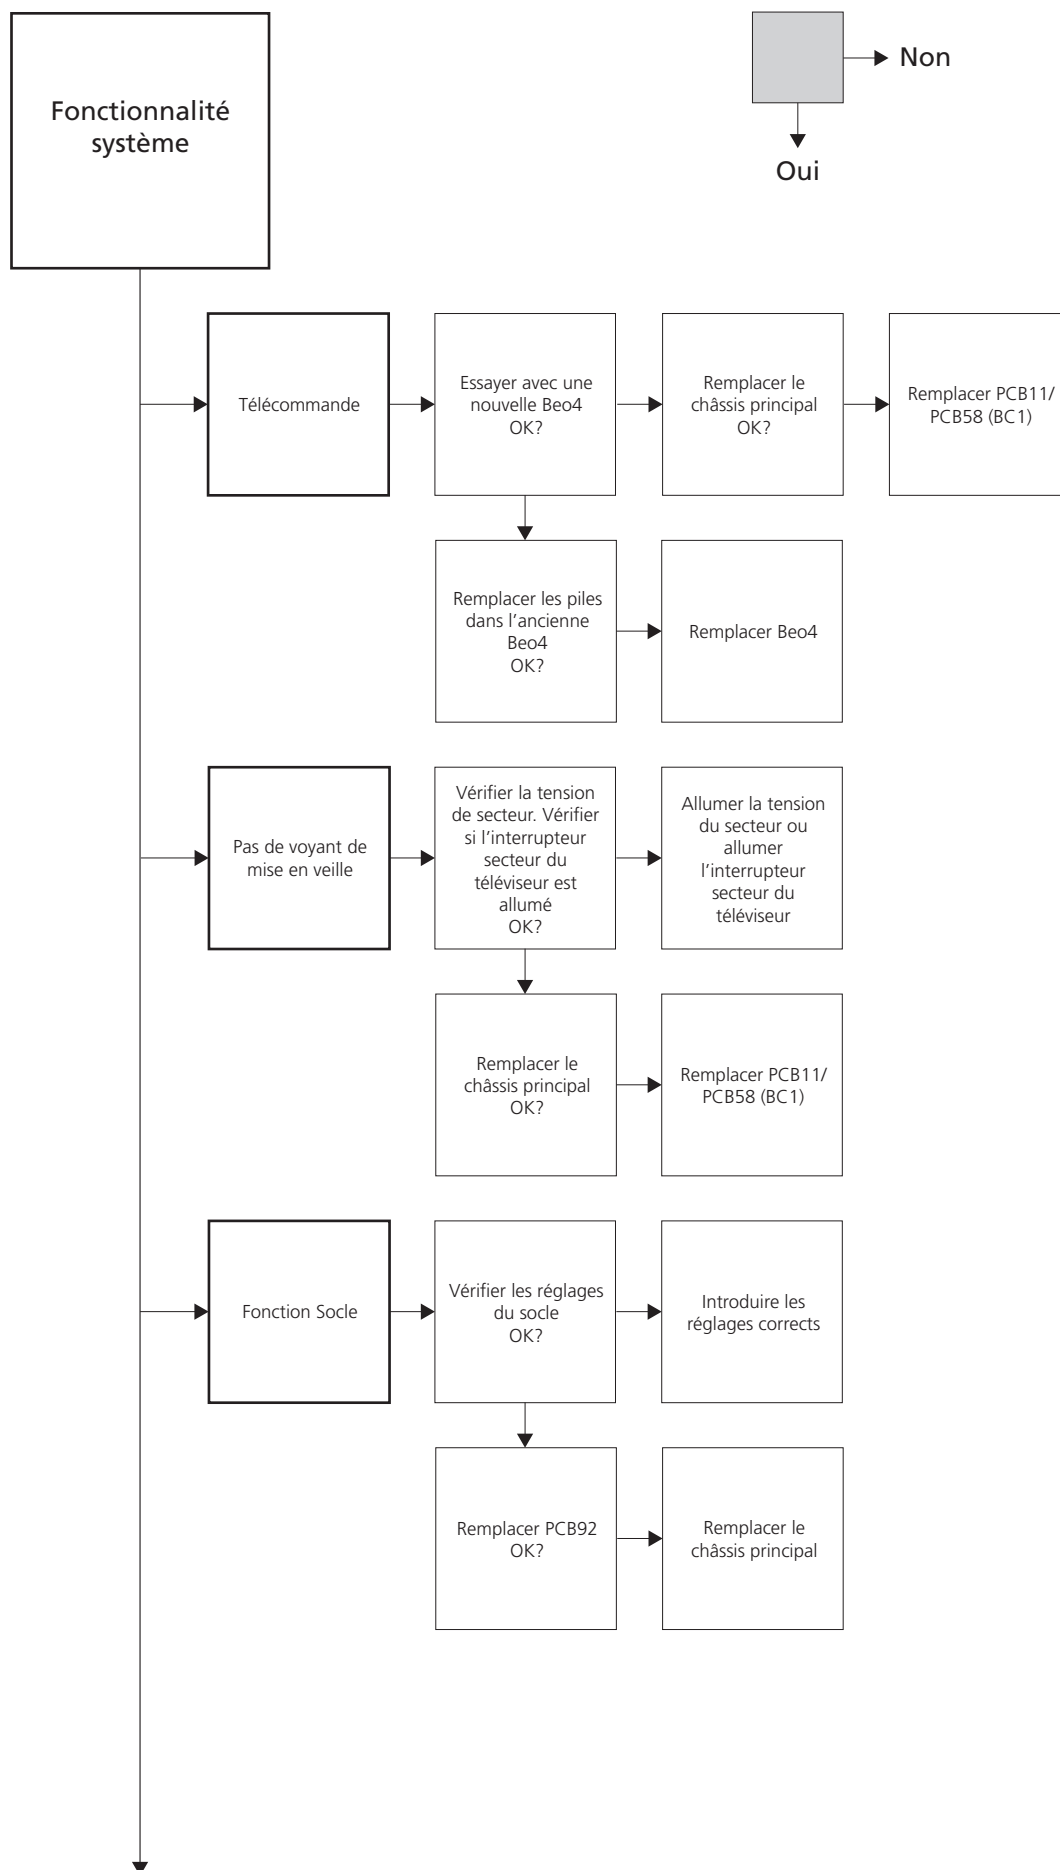 Fonctionnalité
système
Non
Oui
Télécommande
Essayer avec une
nouvelle Beo4
OK?
Remplacer le
châssis principal
OK?
Remplacer PCB11/
PCB58 (BC1)
Remplacer les piles
dans l'ancienne
Beo4
OK?
Remplacer Beo4
Pas de voyant de
mise en veille
Vérifier la tension
de secteur. Vérifier
si l'interrupteur
secteur du
téléviseur est
allumé
OK?
Allumer la tension
du secteur ou
allumer
l'interrupteur
secteur du
téléviseur
Remplacer le
châssis principal
OK?
Remplacer PCB11/
PCB58 (BC1)
Fonction Socle
Vérifier les réglages
du socle
OK?
Introduire les
réglages corrects
Remplacer PCB92
OK?
Remplacer le
châssis principal